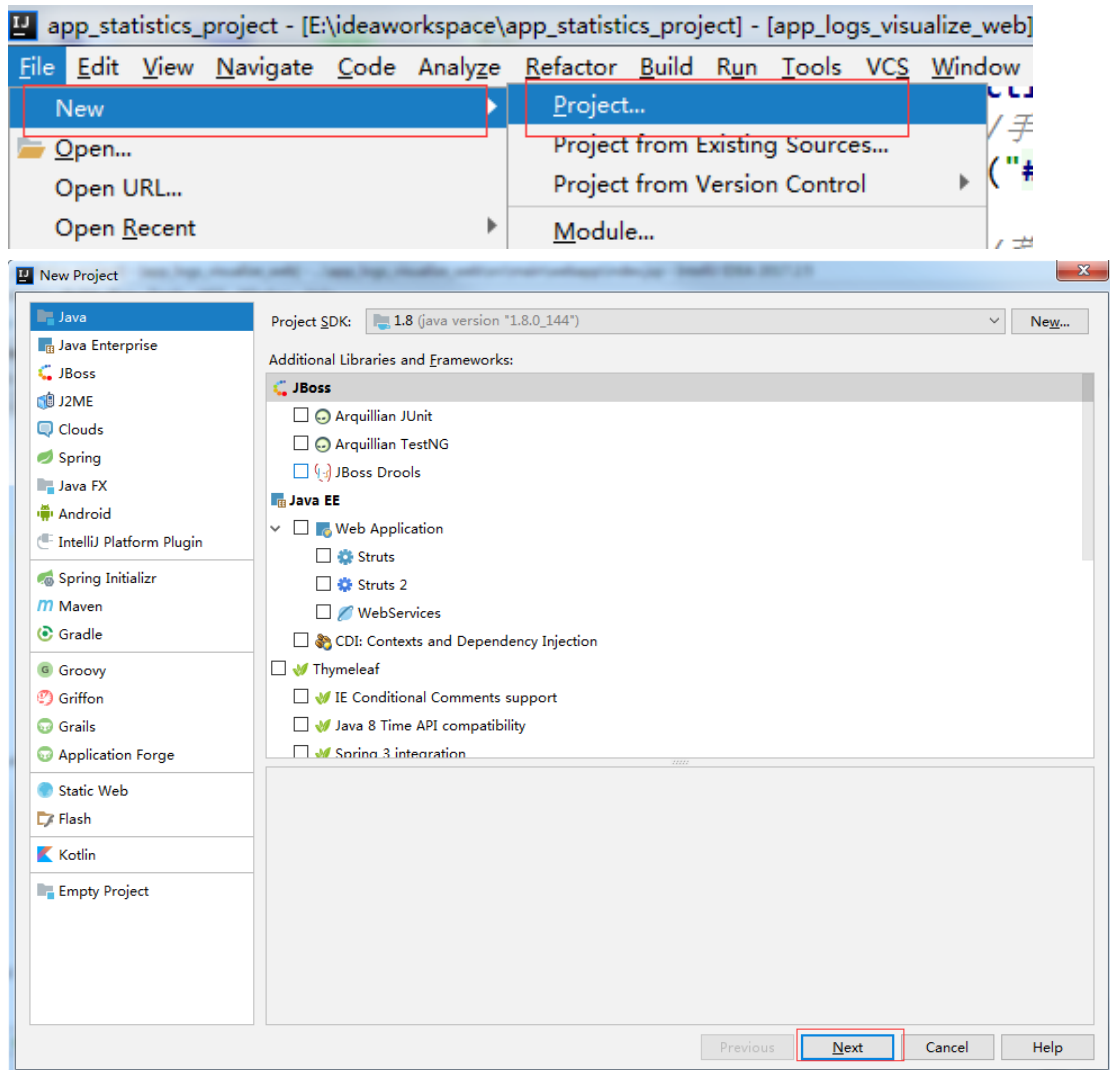 app_statistics_project - [E:\ideaworkspace\app_statistics_project] - [app_logs_visualize_web]
File Edit View Navigate Code Analyze Refactor Build Run Tools VCS Window
New
Project...
Open...
Project from Existing Sources...
("#
Open URL...
Project from Version Control
Open Recent
Module...
New Project
Java
Java Enterprise
JBoss
J2ME
Clouds
Spring
Java FX
Android
IntelliJ Platform Plugin
Spring Initializr
Maven
Gradle
Groovy
Griffon
Grails
Application Forge
Static Web
Flash
Kotlin
Empty Project
Project SDK: 1.8 (java version "1.8.0_144") New...
Additional Libraries and Frameworks:
JBoss
Arquillian JUnit
Arquillian TestNG
JBoss Drools
Java EE
Web Application
Struts
Struts 2
WebServices
CDI: Contexts and Dependency Injection
Thymeleaf
IE Conditional Comments support
Java 8 Time API compatibility
Spring 3 integration
Previous Next Cancel Help